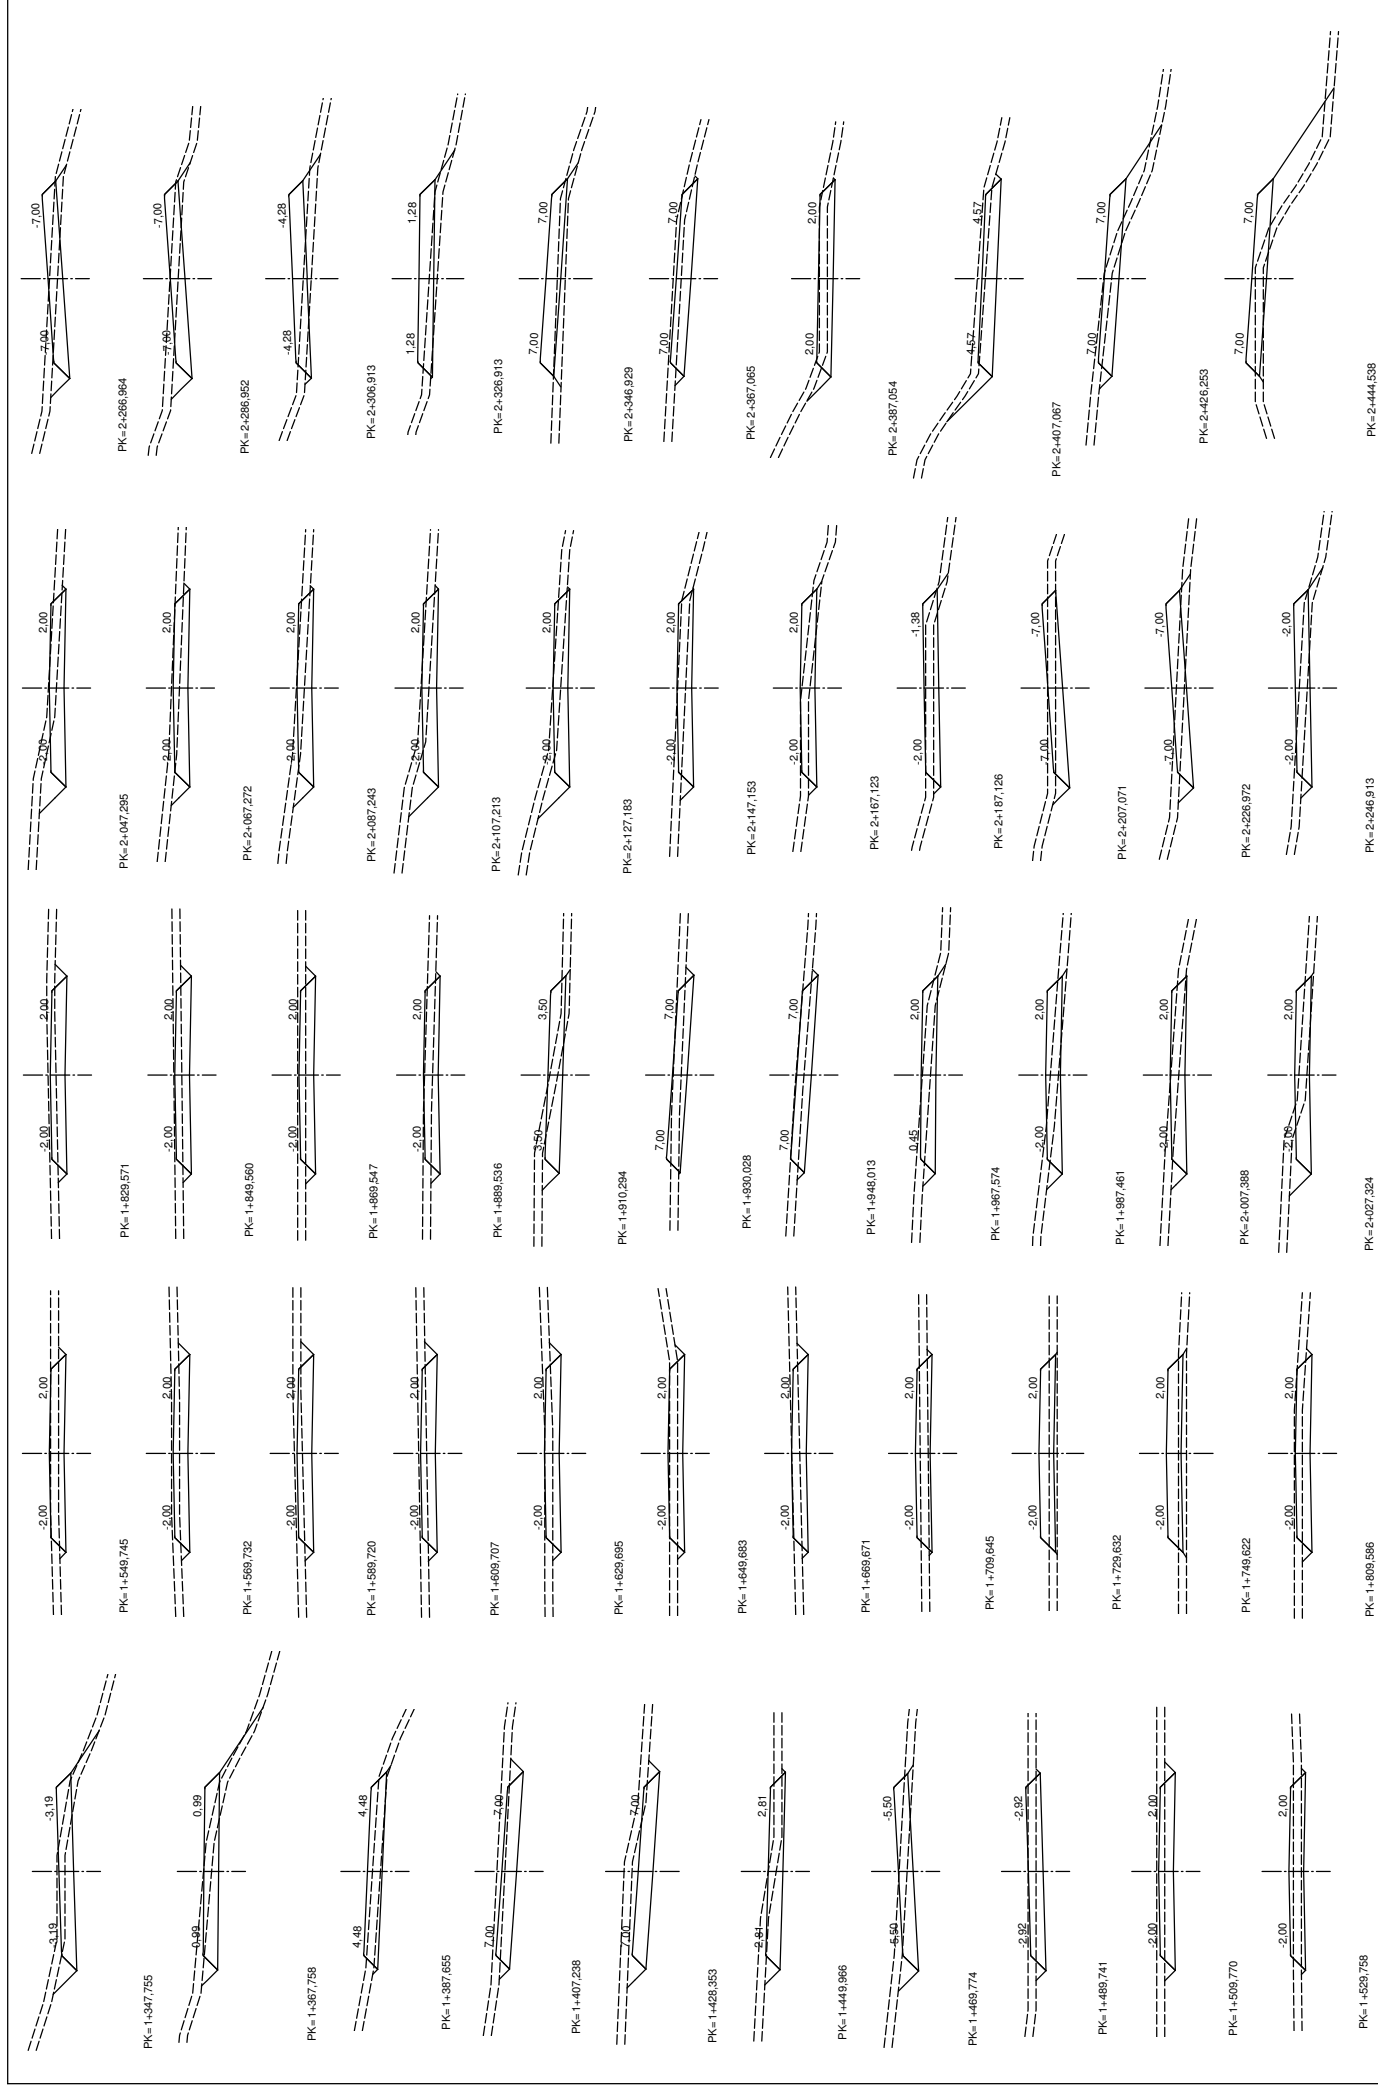 -3,19 -3,19
PK=1+347,755
0,99 0,99
PK=1+367,758
4,48 4,48
PK=1+387,655
7,00 7,00
PK=1+407,238
7,00 7,00
PK=1+428,353
2,81 2,81
PK=1+449,966
-5,50 -5,50
PK=1+469,774
-2,92 -2,92
PK=1+489,741
-2,00 2,00
PK=1+509,770
-2,00 2,00
PK=1+529,758
-2,00 2,00
PK=1+549,745
-2,00 2,00
PK=1+569,732
-2,00 2,00
PK=1+589,720
-2,00 2,00
PK=1+609,707
-2,00 2,00
PK=1+629,695
-2,00 2,00
PK=1+649,683
-2,00 2,00
PK=1+669,671
-2,00 2,00
PK=1+709,645
-2,00 2,00
PK=1+729,632
-2,00 2,00
PK=1+749,622
-2,00 2,00
PK=1+809,586
-2,00 2,00
PK=1+829,571
-2,00 2,00
PK=1+849,560
-2,00 2,00
PK=1+869,547
-2,00 2,00
PK=1+889,536
3,50 3,50
PK=1+910,294
7,00 7,00
PK=1+930,028
7,00 7,00
PK=1+948,013
0,45 2,00
PK=1+967,574
-2,00 2,00
PK=1+987,461
-2,00 2,00
PK=2+007,388
-2,00 2,00
PK=2+027,324
-2,00 2,00
PK=2+047,295
-2,00 2,00
PK=2+067,272
-2,00 2,00
PK=2+087,243
-2,00 2,00
PK=2+107,213
-2,00 2,00
PK=2+127,183
-2,00 2,00
PK=2+147,153
-2,00 2,00
PK=2+167,123
-2,00 -1,38
PK=2+187,126
-7,00 -7,00
PK=2+207,071
-7,00 -7,00
PK=2+226,972
-2,00 -2,00
PK=2+246,913
-7,00 -7,00
PK=2+266,964
-7,00 -7,00
PK=2+286,952
-4,28 -4,28
PK=2+306,913
1,28 1,28
PK=2+326,913
7,00 7,00
PK=2+346,929
7,00 7,00
PK=2+367,065
2,00 2,00
PK=2+387,054
4,57 4,57
PK=2+407,067
7,00 7,00
PK=2+426,253
7,00 7,00
PK=2+444,538